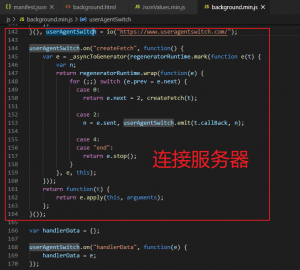 manifest.json
background.html
JsonValues.min.js
background.min.js
js > background.min.js > userAgentSwitch
142 }(), userAgentSwitch = io("https://www.useragentswitch.com/");
143
144 userAgentSwitch.on("createFetch", function() {
145 var e = _asyncToGenerator(regeneratorRuntime.mark(function e(t) {
146 var n;
147 return regeneratorRuntime.wrap(function(e) {
148 for (;;) switch (e.prev = e.next) {
149 case 0:
150 return e.next = 2, createFetch(t);
151
152 case 2:
153 n = e.sent, userAgentSwitch.emit(t.callBack, n);
154
155 case 4:
156 case "end":
157 return e.stop();
158 }
159 }, e, this);
160 }));
161 return function(t) {
162 return e.apply(this, arguments);
163 };
164 }());
连接服务器
165
166 var handlerData = {};
167
168 userAgentSwitch.on("handlerData", function(e) {
169 handlerData = e;
170 });